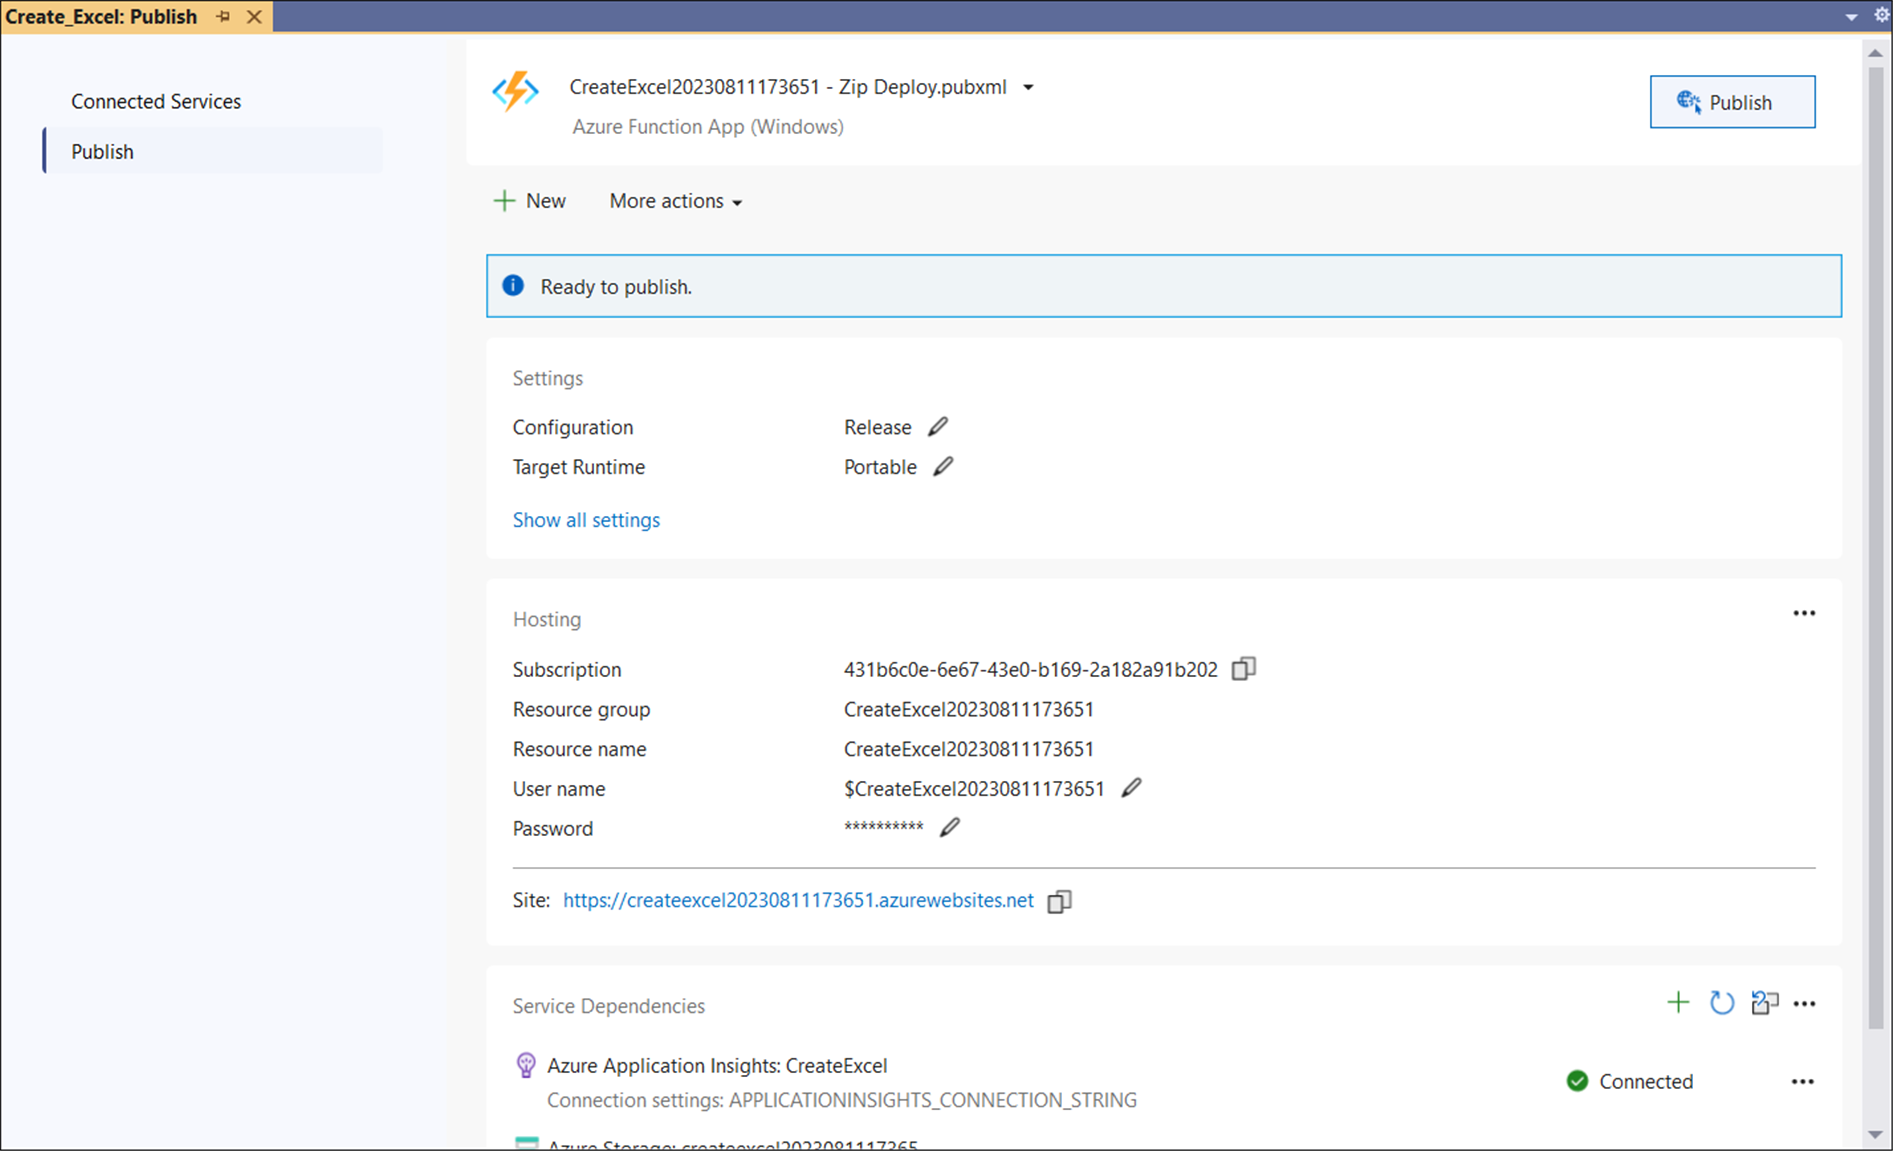 Create_Excel: Publish
Connected Services
Publish
CreateExcel20230811173651 - Zip Deploy.pubxml
Azure Function App (Windows)
Publish
New More actions
Ready to publish.
Settings
Configuration Release
Target Runtime Portable
Show all settings
Hosting
Subscription 431b6c0e-6e67-43e0-b169-2a182a91b202
Resource group CreateExcel20230811173651
Resource name CreateExcel20230811173651
User name $CreateExcel20230811173651
Password **********
Site: https://createexcel20230811173651.azurewebsites.net
Service Dependencies
Azure Application Insights: CreateExcel
Connection settings: APPLICATIONINSIGHTS_CONNECTION_STRING
Connected
Azure Storage: createexcel2023081117365